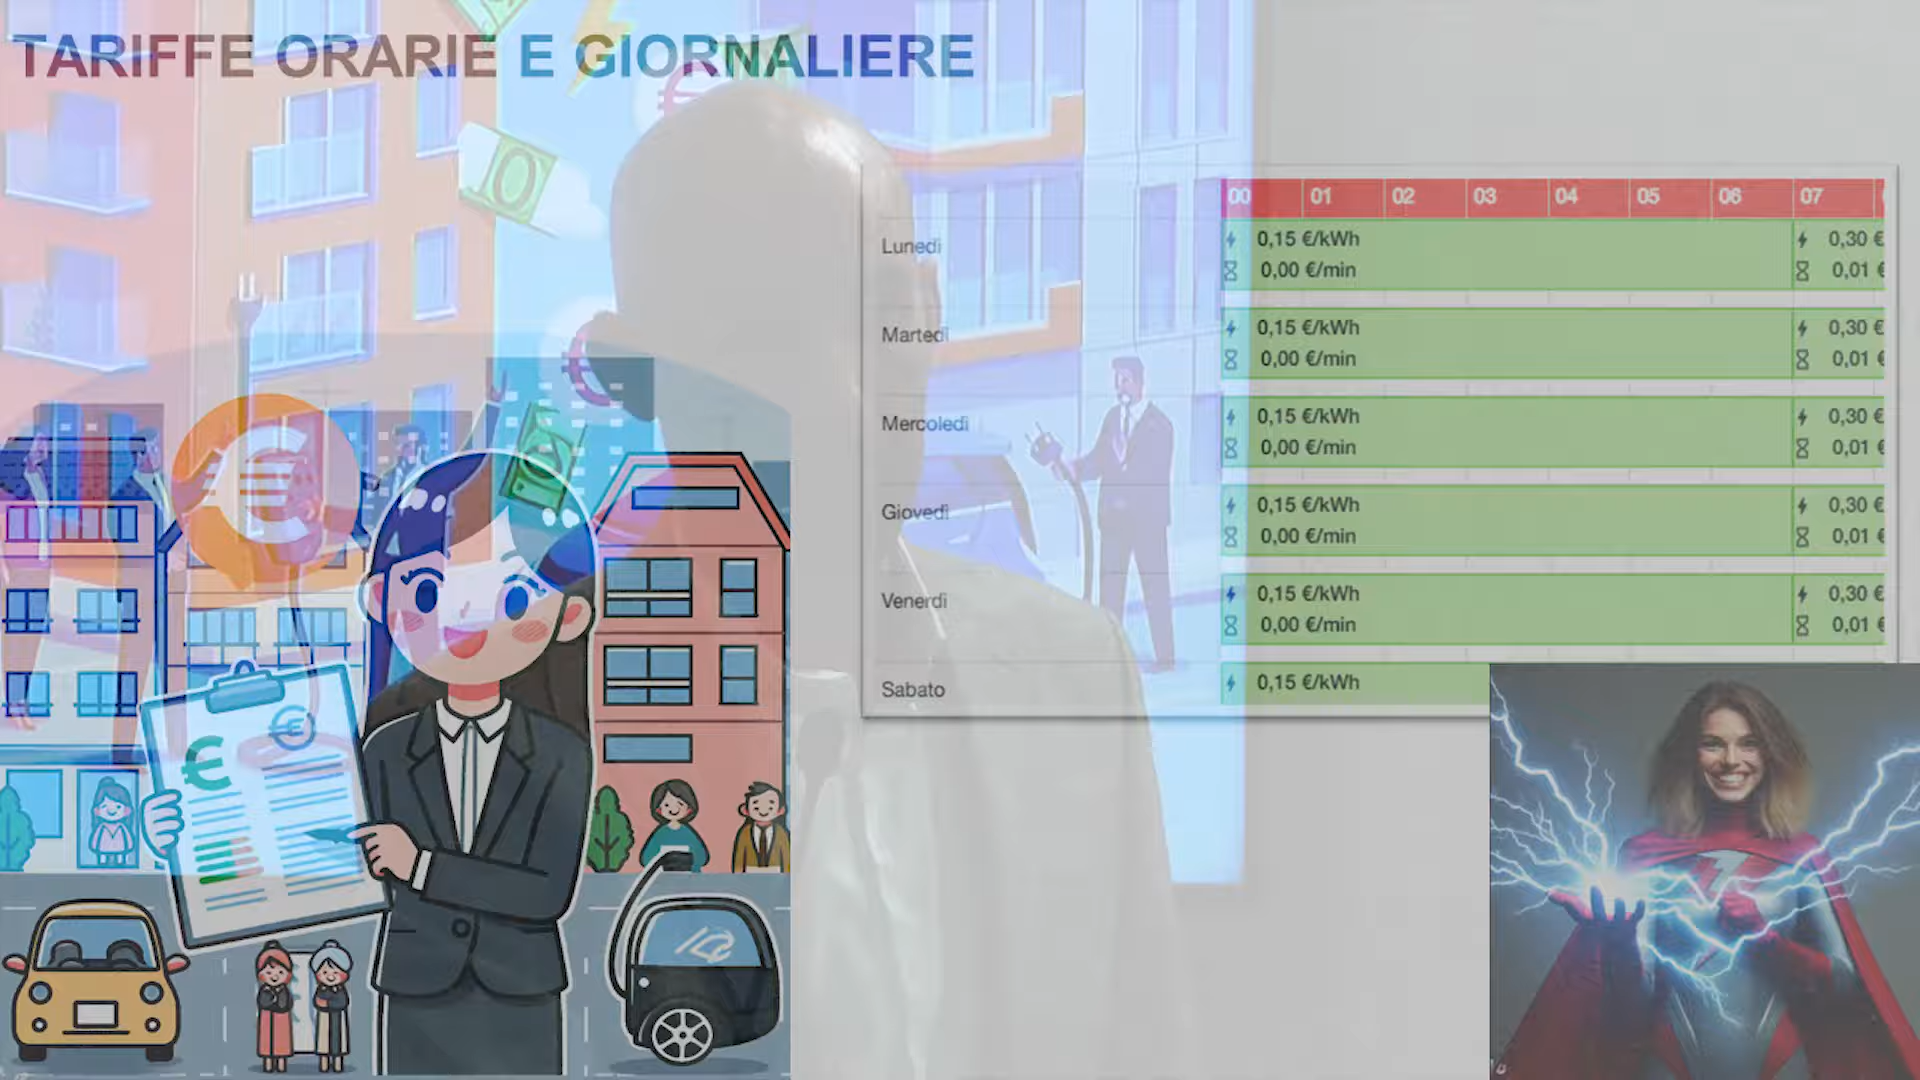 TARIFFE ORARIE E GIORNALIERE
00 01 02 03 04 05 06 07
Lunedì
0,15 €/kWh 0,30 €
0,00 €/min 0,01 €
Martedì
0,15 €/kWh 0,30 €
0,00 €/min 0,01 €
Mercoledì
0,15 €/kWh 0,30 €
0,00 €/min 0,01 €
Giovedì
0,15 €/kWh 0,30 €
0,00 €/min 0,01 €
Venerdì
0,15 €/kWh 0,30 €
0,00 €/min 0,01 €
Sabato
0,15 €/kWh
€
€
€